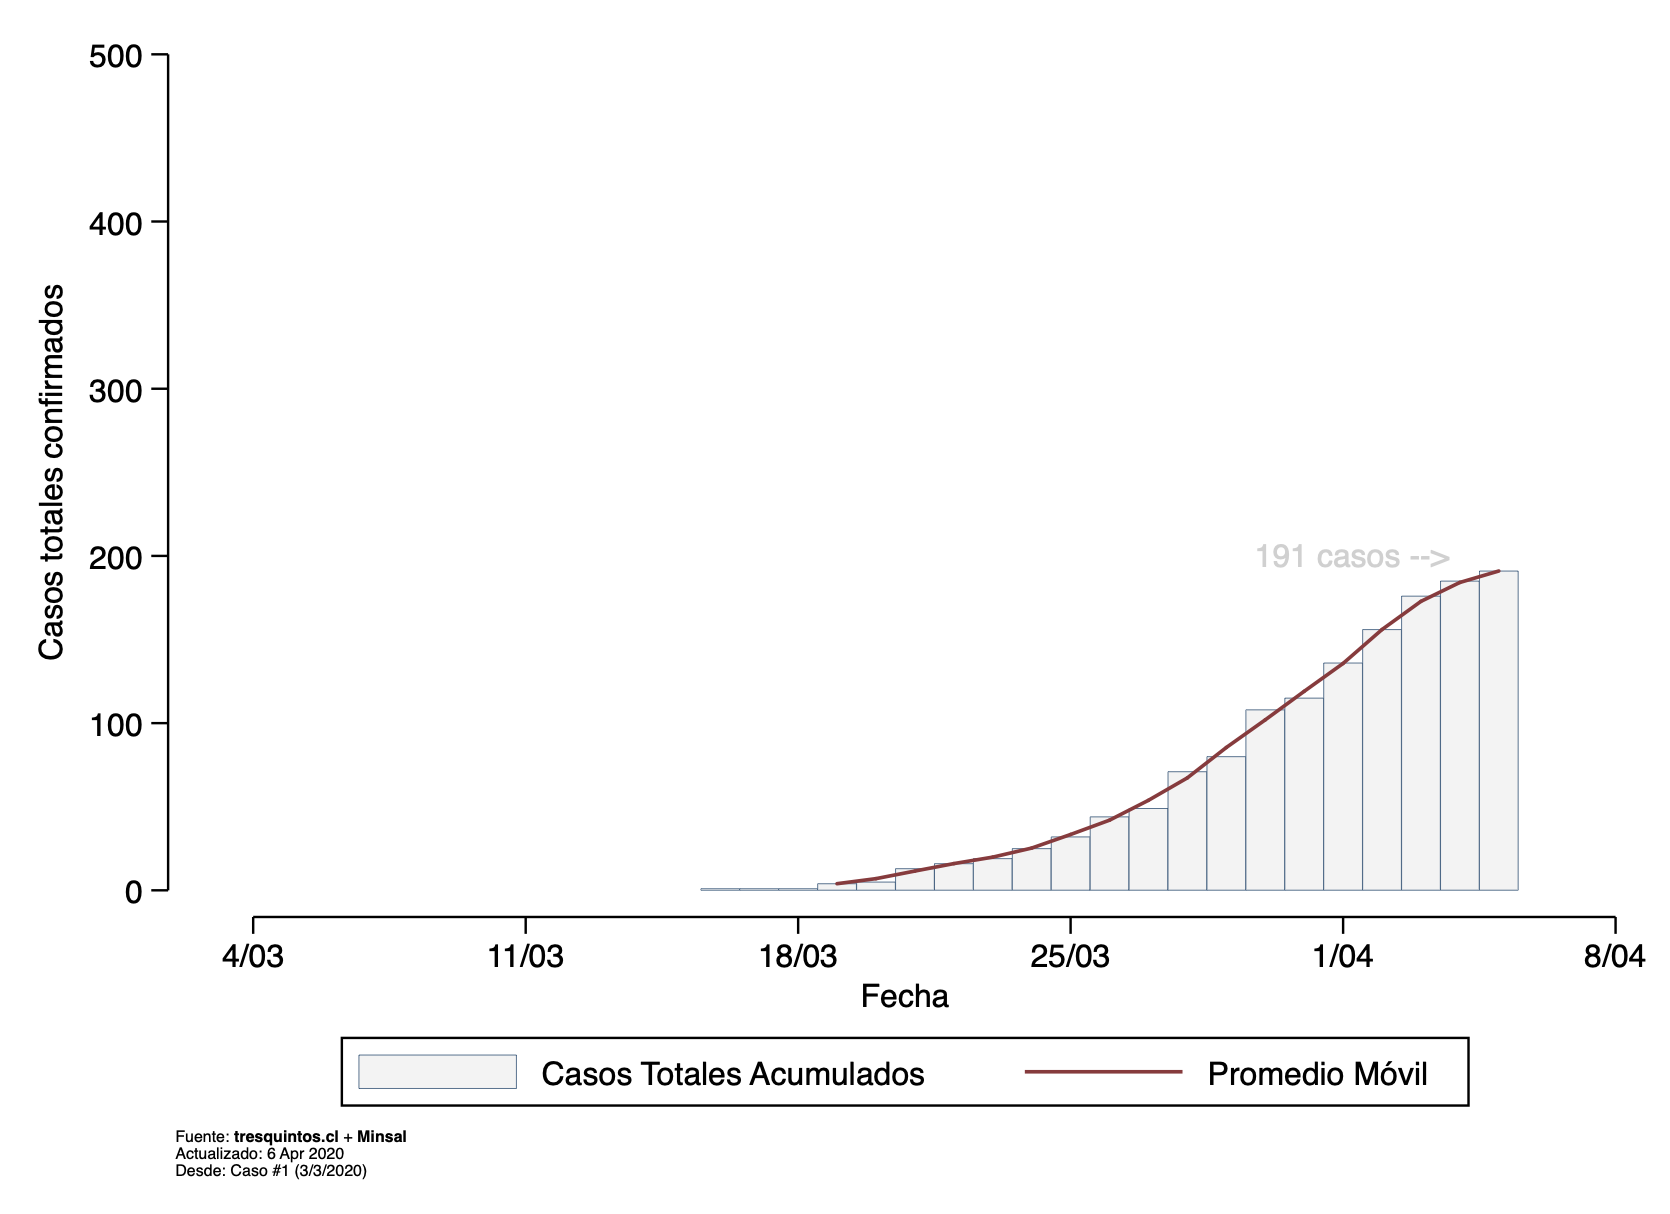 500
400
300
200
100
0
Casos totales confirmados
191 casos -->
4/03 11/03 18/03 25/03 1/04 8/04
Fecha
Casos Totales Acumulados Promedio Móvil
Fuente: tresquintos.cl + Minsal
Actualizado: 6 Apr 2020
Desde: Caso #1 (3/3/2020)